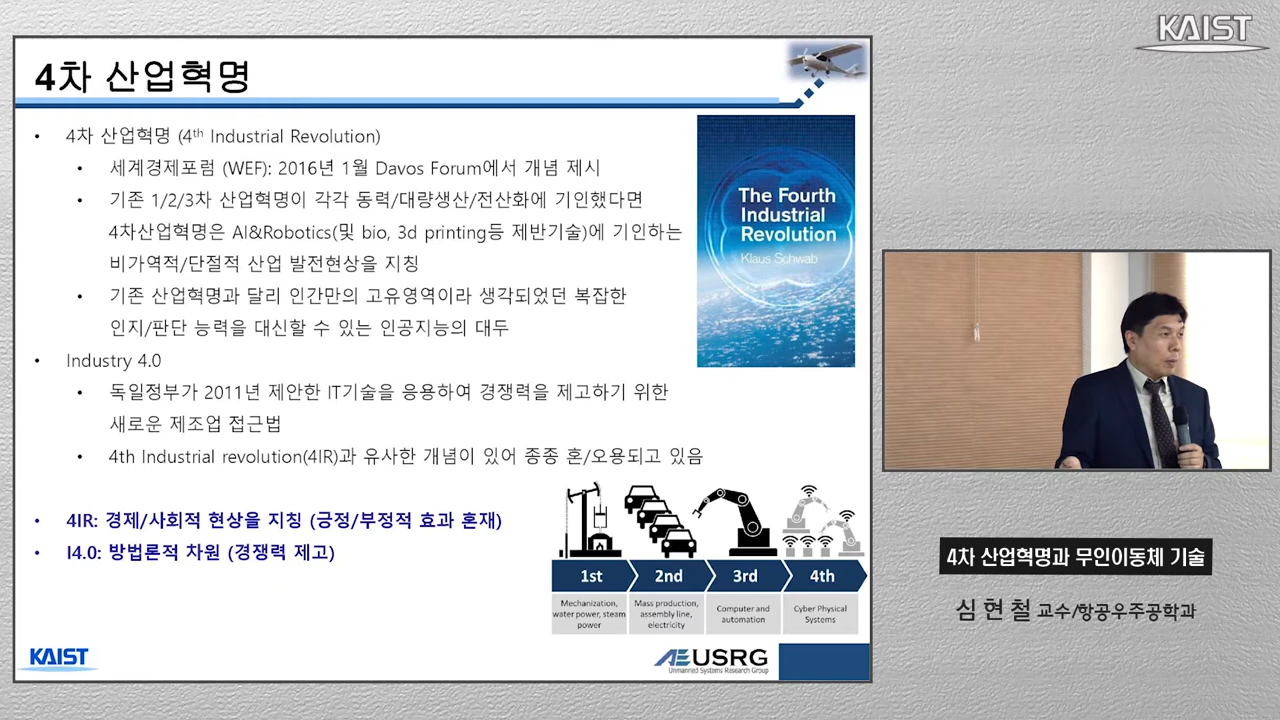 KAIST
4차 산업혁명
• 4차 산업혁명 (4th Industrial Revolution)
• 세계경제포럼 (WEF): 2016년 1월 Davos Forum에서 개념 제시
• 기존 1/2/3차 산업혁명이 각각 동력/대량생산/전산화에 기인했다면
4차산업혁명은 AI&Robotics(및 bio, 3d printing등 제반기술)에 기인하는
비가역적/단절적 산업 발전현상을 지칭
• 기존 산업혁명과 달리 인간만의 고유영역이라 생각되었던 복잡한
인지/판단 능력을 대신할 수 있는 인공지능의 대두
• Industry 4.0
• 독일정부가 2011년 제안한 IT기술을 응용하여 경쟁력을 제고하기 위한
새로운 제조업 접근법
• 4th Industrial revolution(4IR)과 유사한 개념이 있어 종종 혼/오용되고 있음
• 4IR: 경제/사회적 현상을 지칭 (긍정/부정적 효과 혼재)
• I4.0: 방법론적 차원 (경쟁력 제고)
The Fourth
Industrial
Revolution
Klaus Schwab
1st
2nd
3rd
4th
Mechanization,
water power, steam
power
Mass production,
assembly line,
electricity
Computer and
automation
Cyber Physical
Systems
KAIST
USRG
Unmanned Systems Research Group
4차 산업혁명과 무인이동체 기술
심현철 교수/항공우주공학과